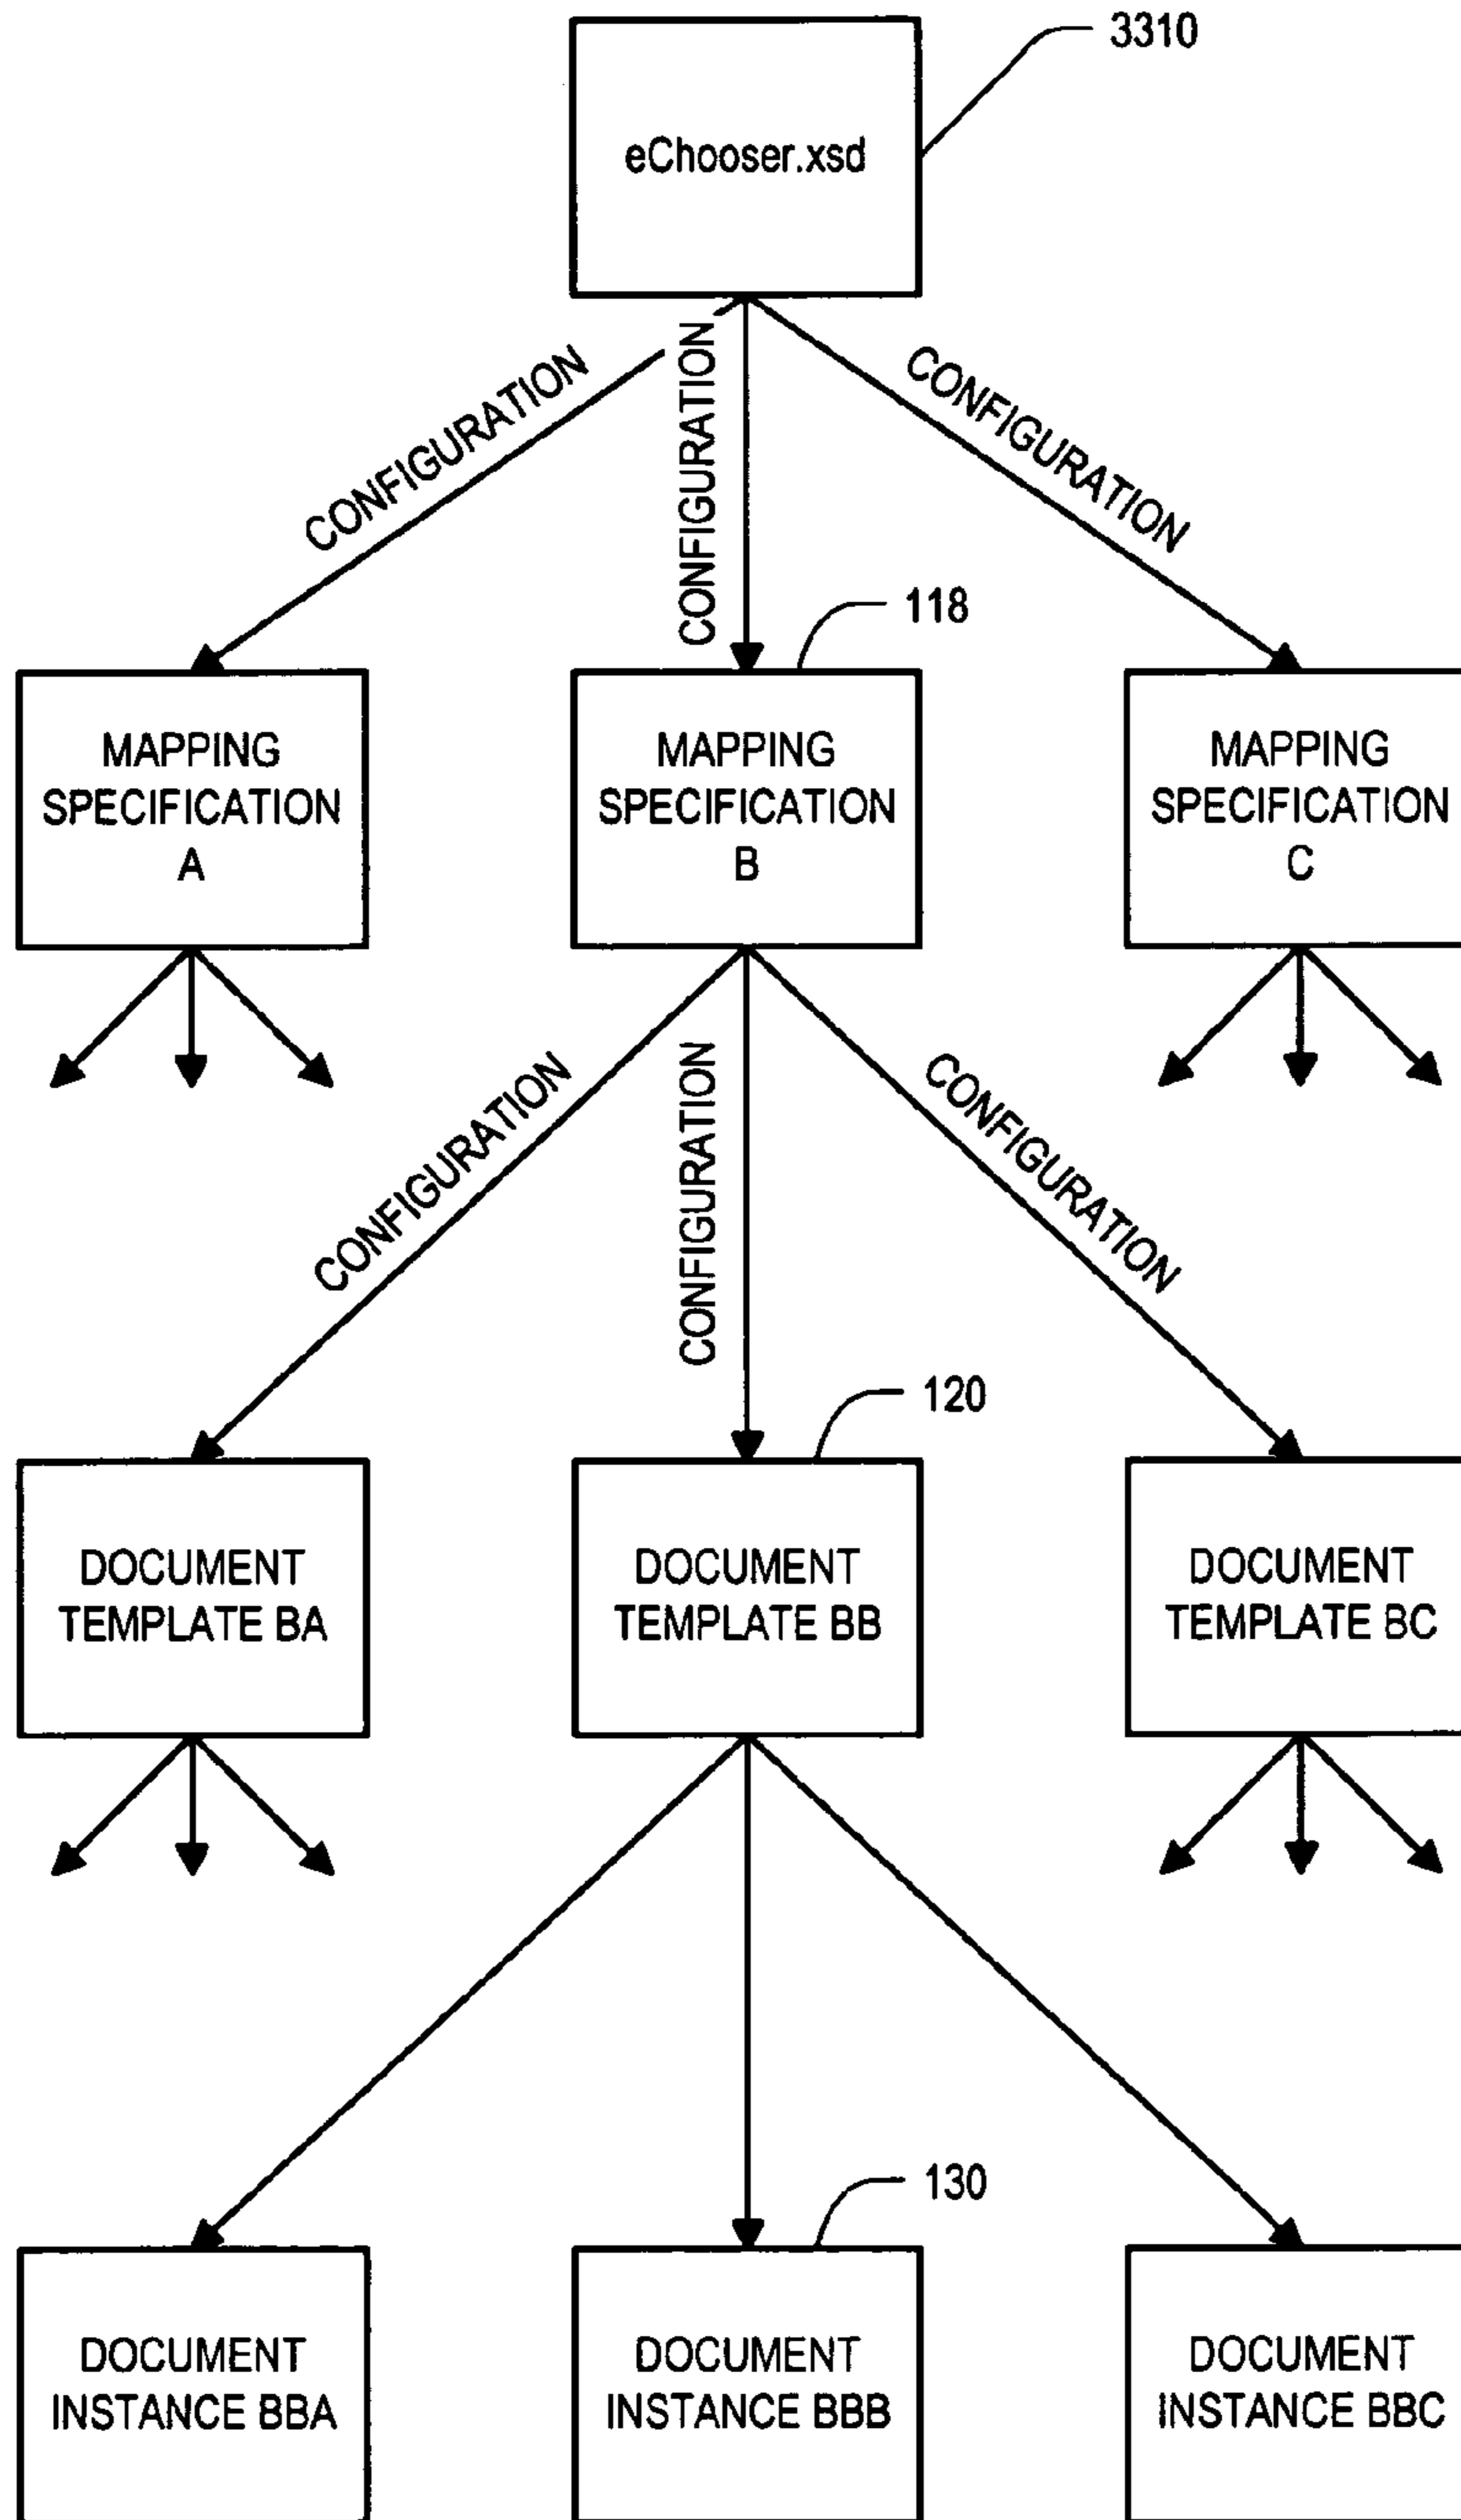 3310
eChooser.xsd
CONFIGURATION
CONFIGURATION
CONFIGURATION
118
MAPPING
SPECIFICATION
A
MAPPING
SPECIFICATION
B
MAPPING
SPECIFICATION
C
CONFIGURATION
CONFIGURATION
CONFIGURATION
120
DOCUMENT
TEMPLATE BA
DOCUMENT
TEMPLATE BB
DOCUMENT
TEMPLATE BC
130
DOCUMENT
INSTANCE BBA
DOCUMENT
INSTANCE BBB
DOCUMENT
INSTANCE BBC